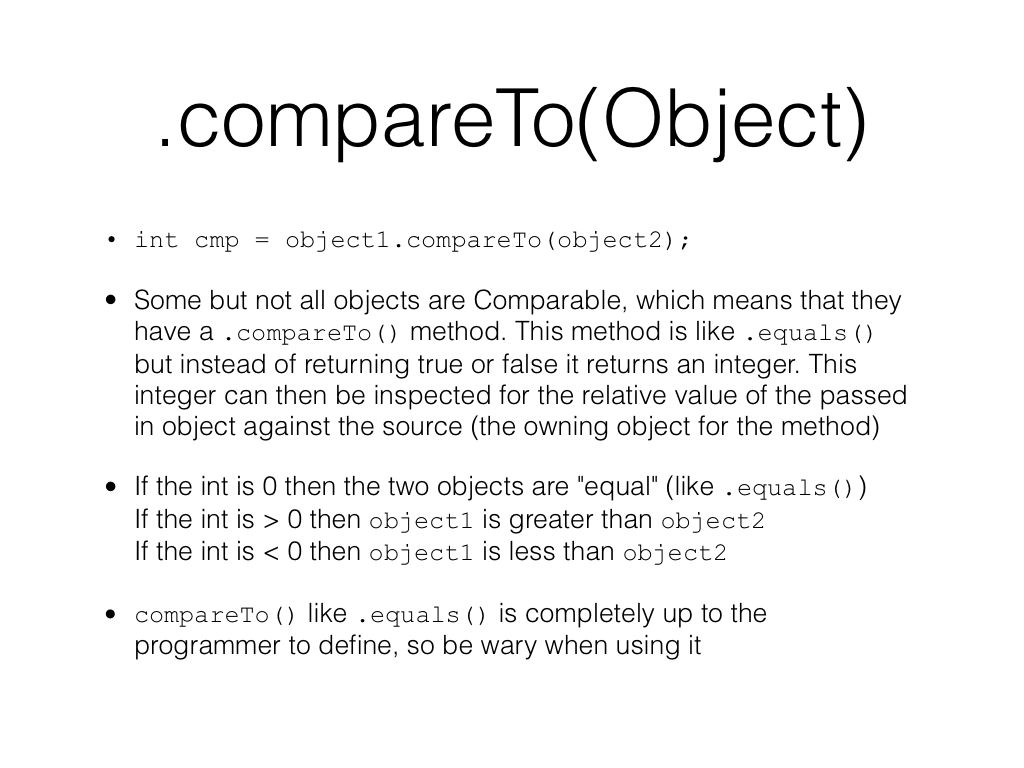 .compareTo(Object)
• int cmp = object1.compareTo(object2);
• Some but not all objects are Comparable, which means that they
have a .compareTo() method. This method is like .equals()
but instead of returning true or false it returns an integer. This
integer can then be inspected for the relative value of the passed
in object against the source (the owning object for the method)
• If the int is 0 then the two objects are "equal" (like .equals())
If the int is > 0 then object1 is greater than object2
If the int is < 0 then object1 is less than object2
• compareTo() like .equals() is completely up to the
programmer to define, so be wary when using it